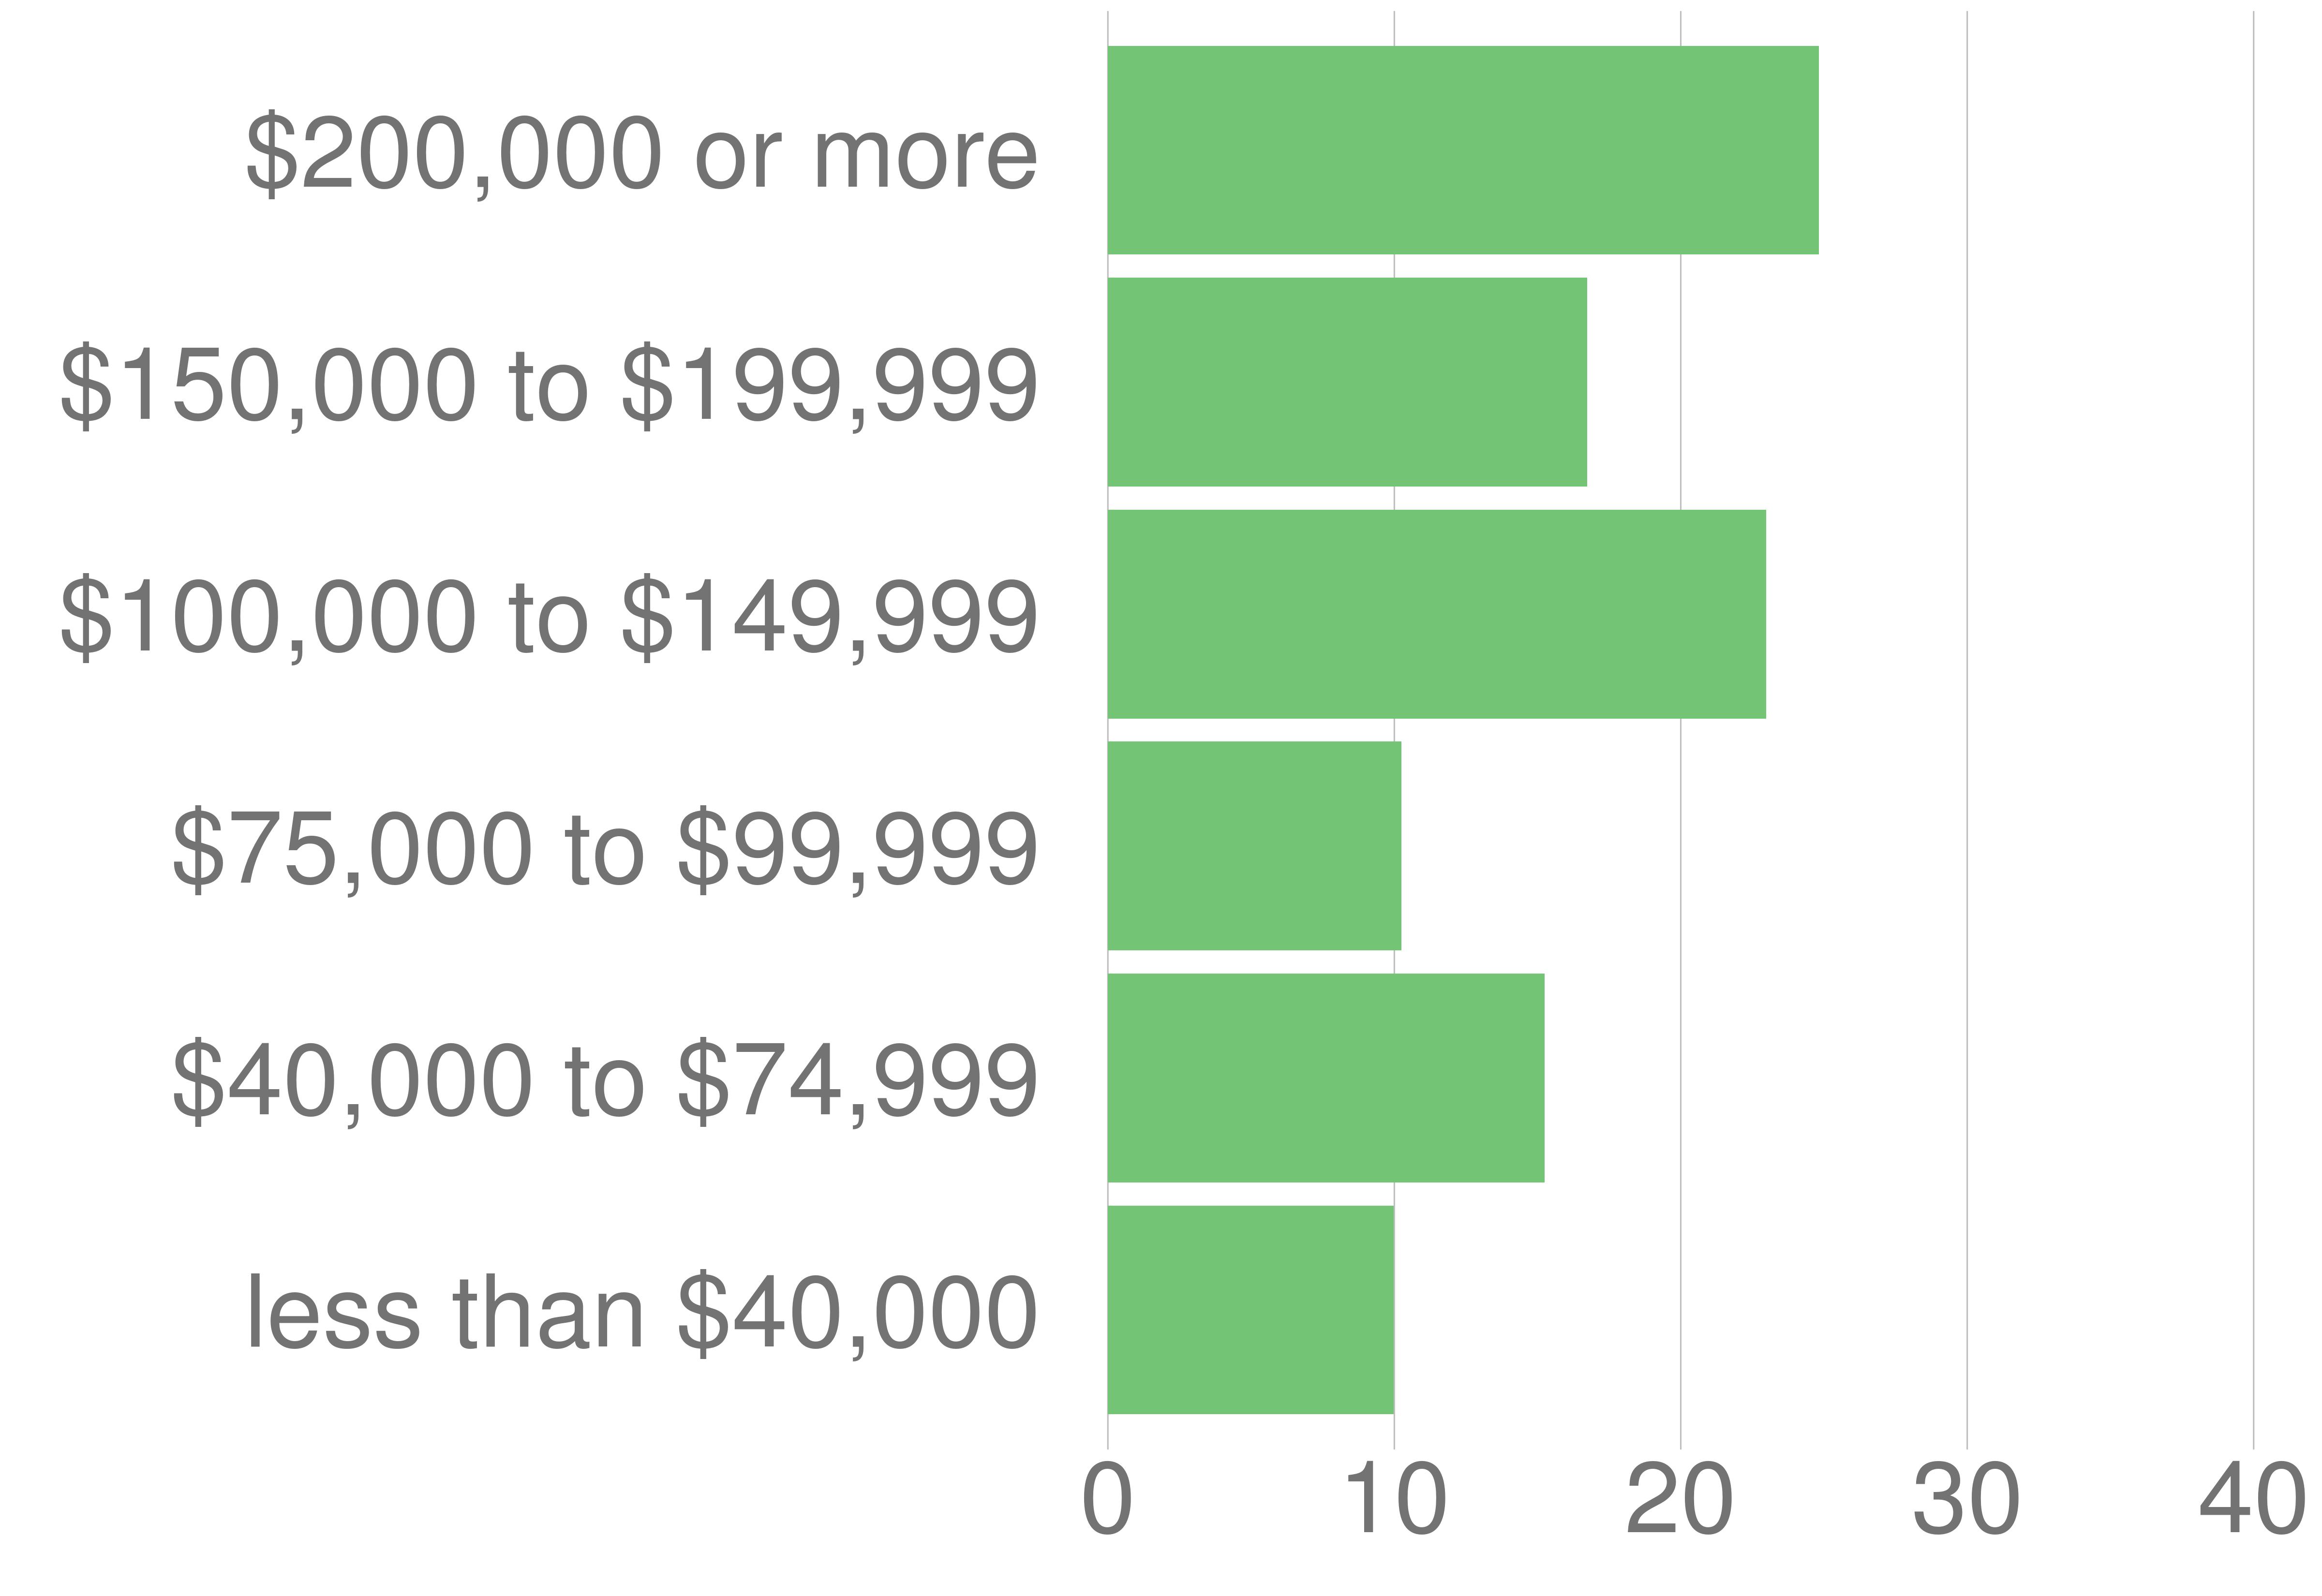 $200,000 or more
$150,000 to $199,999
$100,000 to $149,999
$75,000 to $99,999
$40,000 to $74,999
less than $40,000
0 10 20 30 40